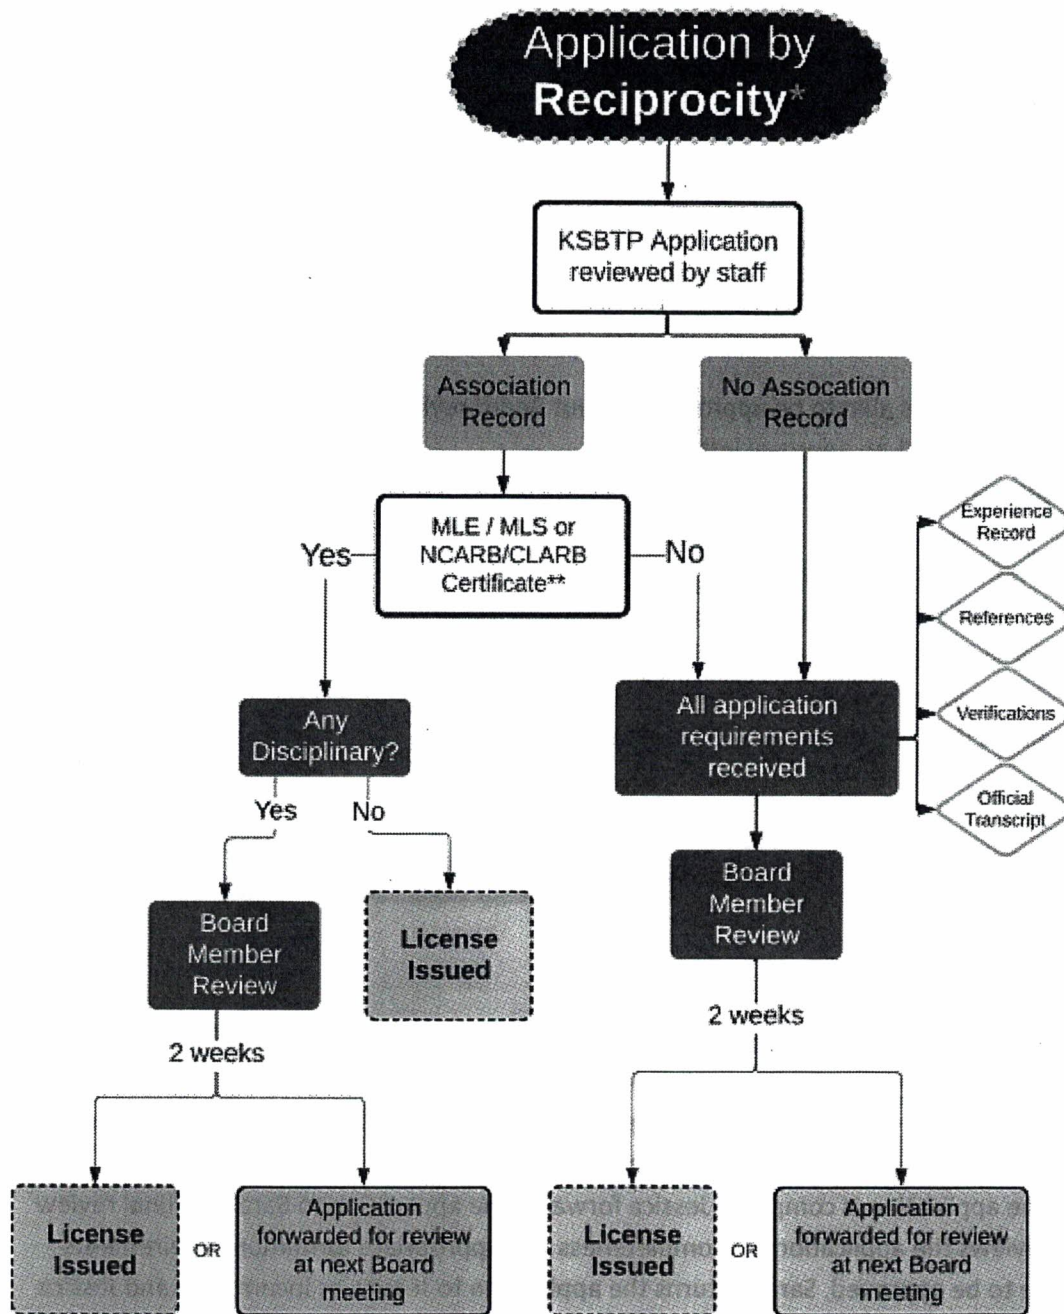 Application by
Reciprocity*
KSBTP Application
reviewed by staff
Association
Record
No Assocation
Record
MLE / MLS or
NCARB/CLARB
Certificate**
Yes
No
Experience
Record
References
Verifications
Official
Transcript
Any
Disciplinary?
All application
requirements
received
Yes
No
Board
Member
Review
License
Issued
Board
Member
Review
2 weeks
2 weeks
License
Issued
OR
Application
forwarded for review
at next Board
meeting
License
Issued
OR
Application
forwarded for review
at next Board
meeting